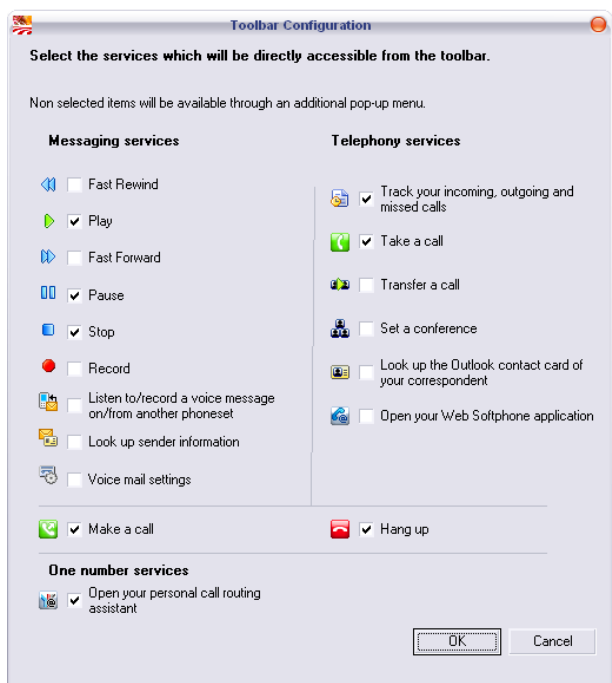 Toolbar Configuration
Select the services which will be directly accessible from the toolbar.
Non selected items will be available through an additional pop-up menu.
Messaging services
Fast Rewind
Play
Fast Forward
Pause
Stop
Record
Listen to/record a voice message
on/from another phoneset
Look up sender information
Voice mail settings
Telephony services
Track your incoming, outgoing and
missed calls
Take a call
Transfer a call
Set a conference
Look up the Outlook contact card of
your correspondent
Open your Web Softphone application
Make a call
Hang up
One number services
Open your personal call routing
assistant
OK
Cancel